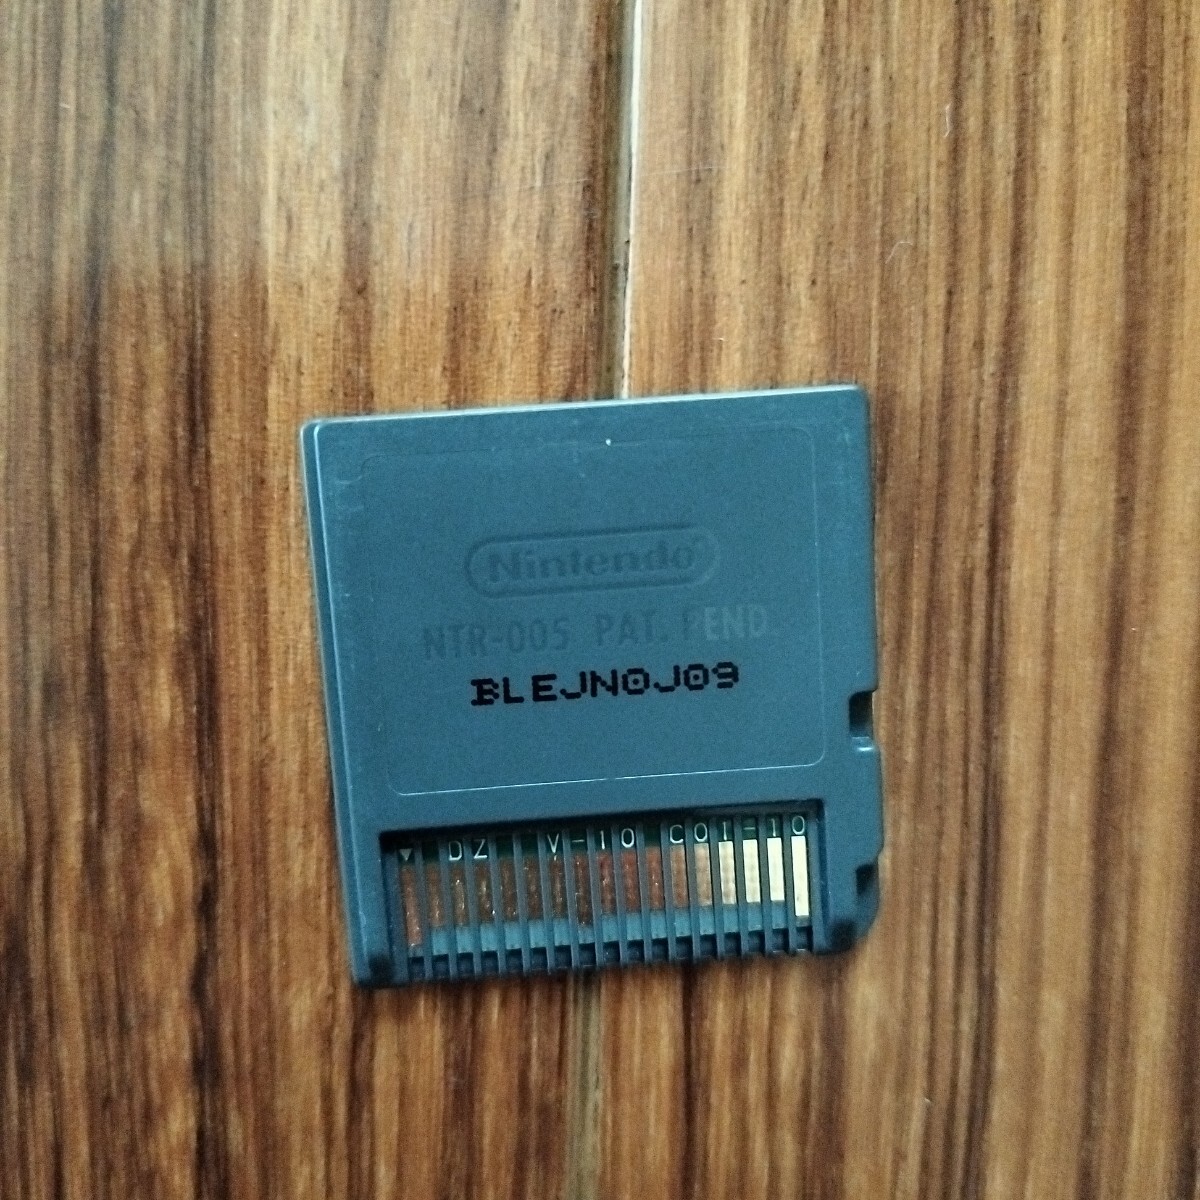 Nintendo®
NTR-005 PAT. PEND.
BLEJN0J09
▼ DZ V-10 C01-10